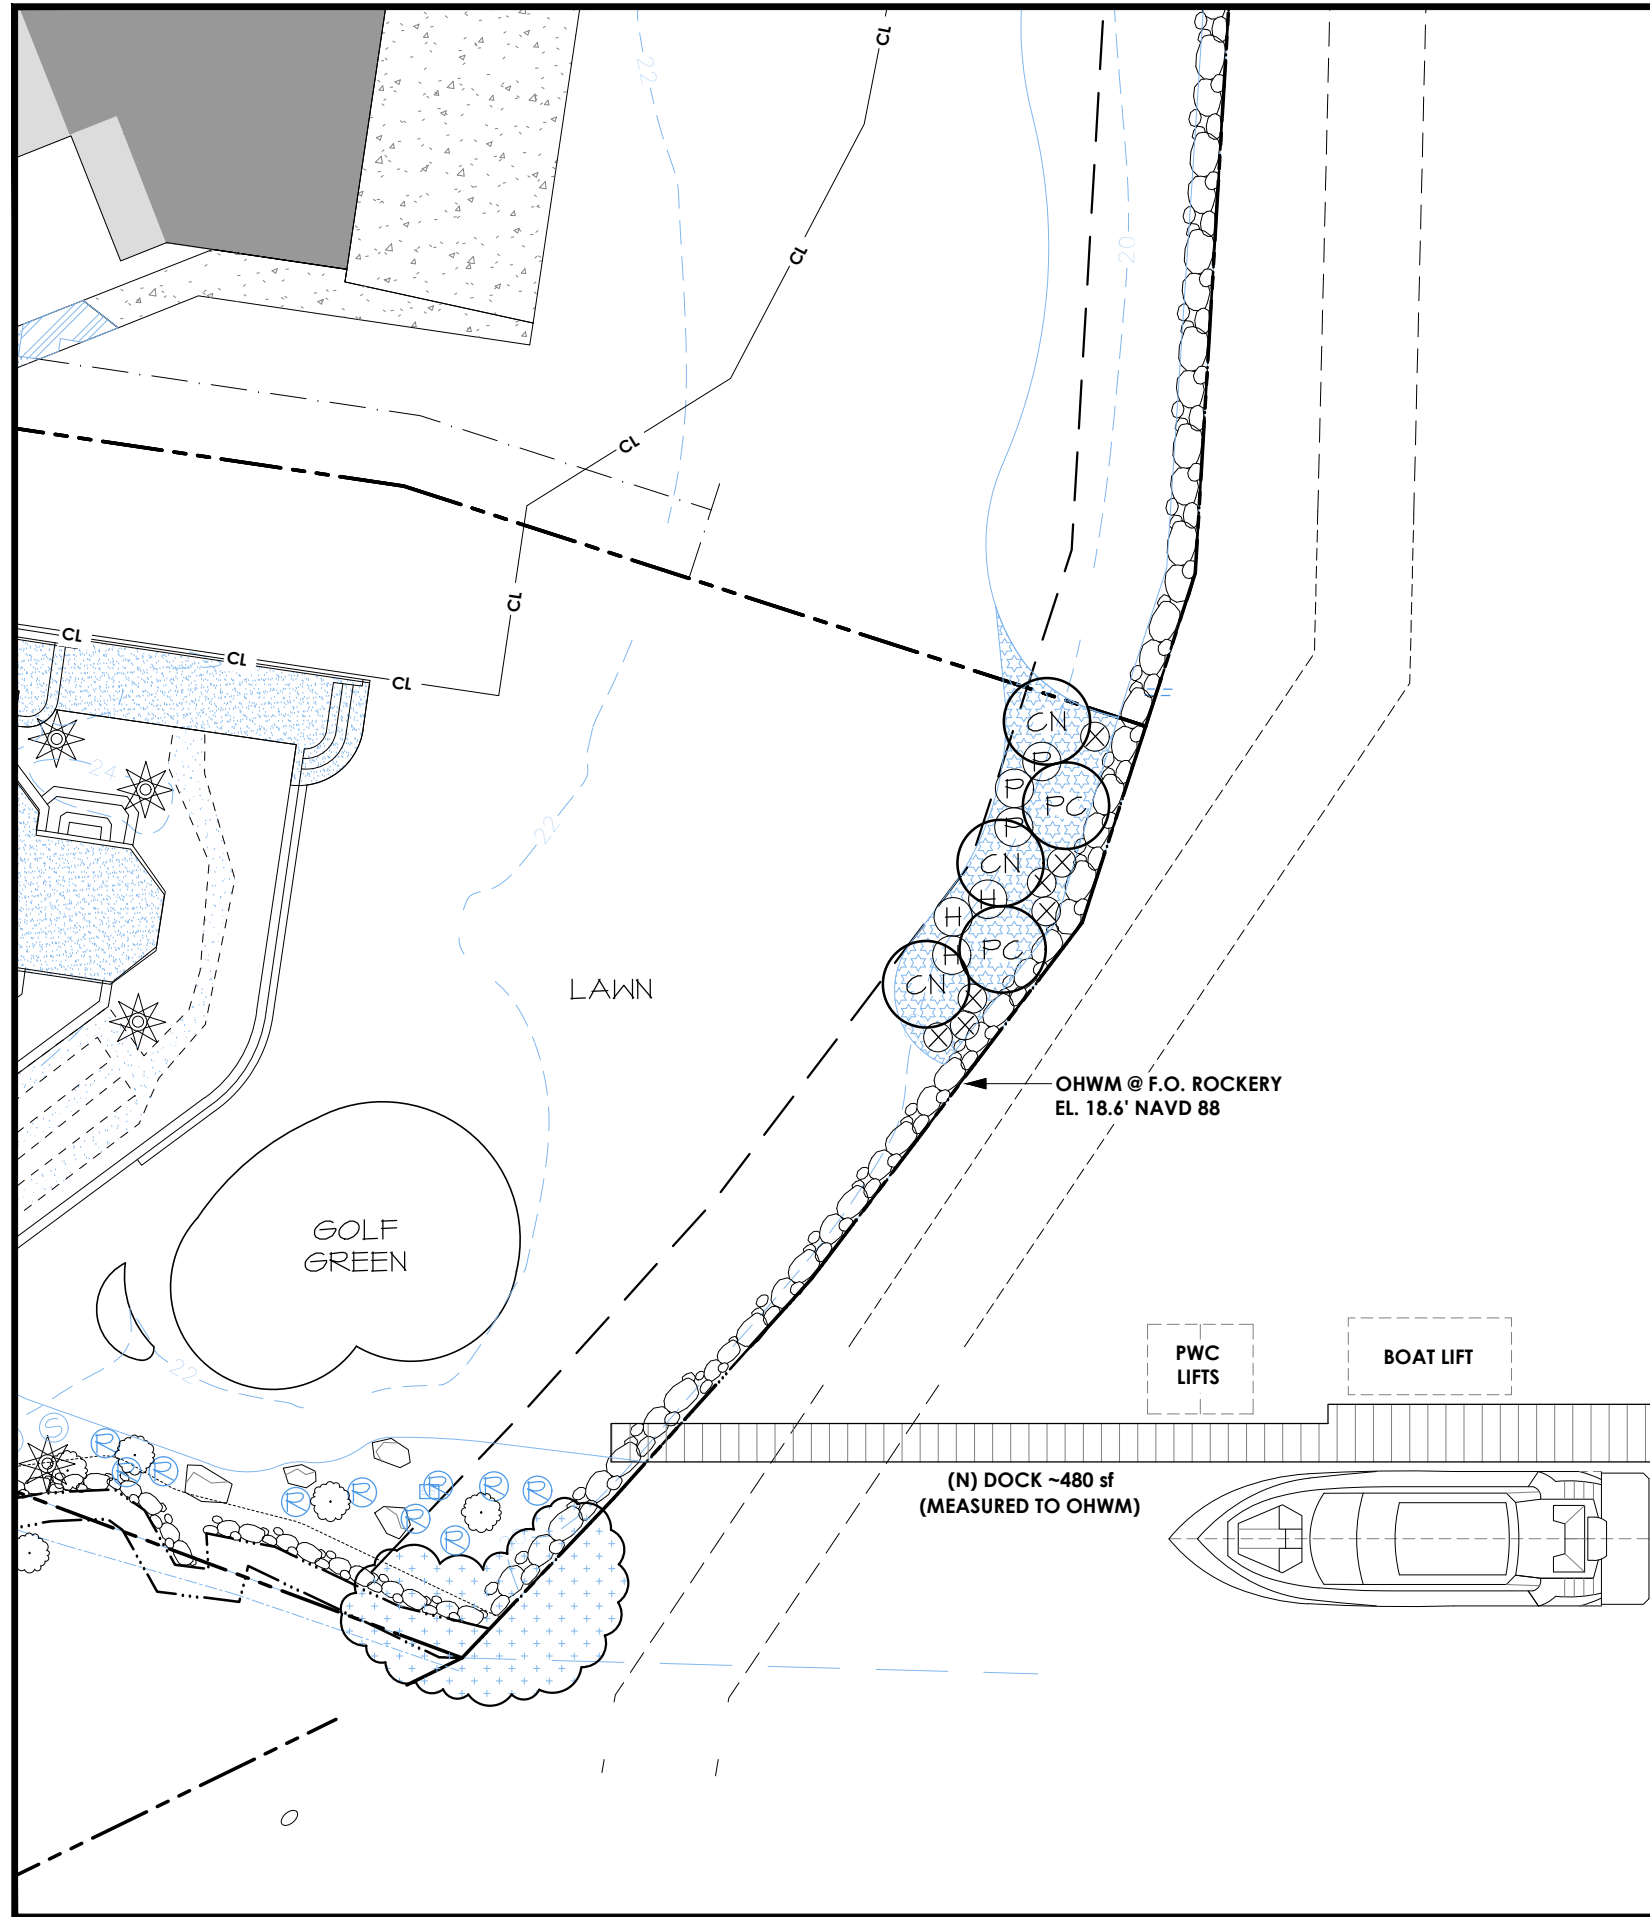 CL
22
CL
20
CL
CL
CL
CL
CL
CN
P
P
PC
P
24
22
CN
H
H
PC
H
CN
LAWN
OHWM @ F.O. ROCKERY
EL. 18.6' NAVD 88
GOLF
GREEN
PWC
LIFTS
BOAT LIFT
22
S
R
R
R
R
R
R
R
R
R
R
(N) DOCK ~480 sf
(MEASURED TO OHWM)